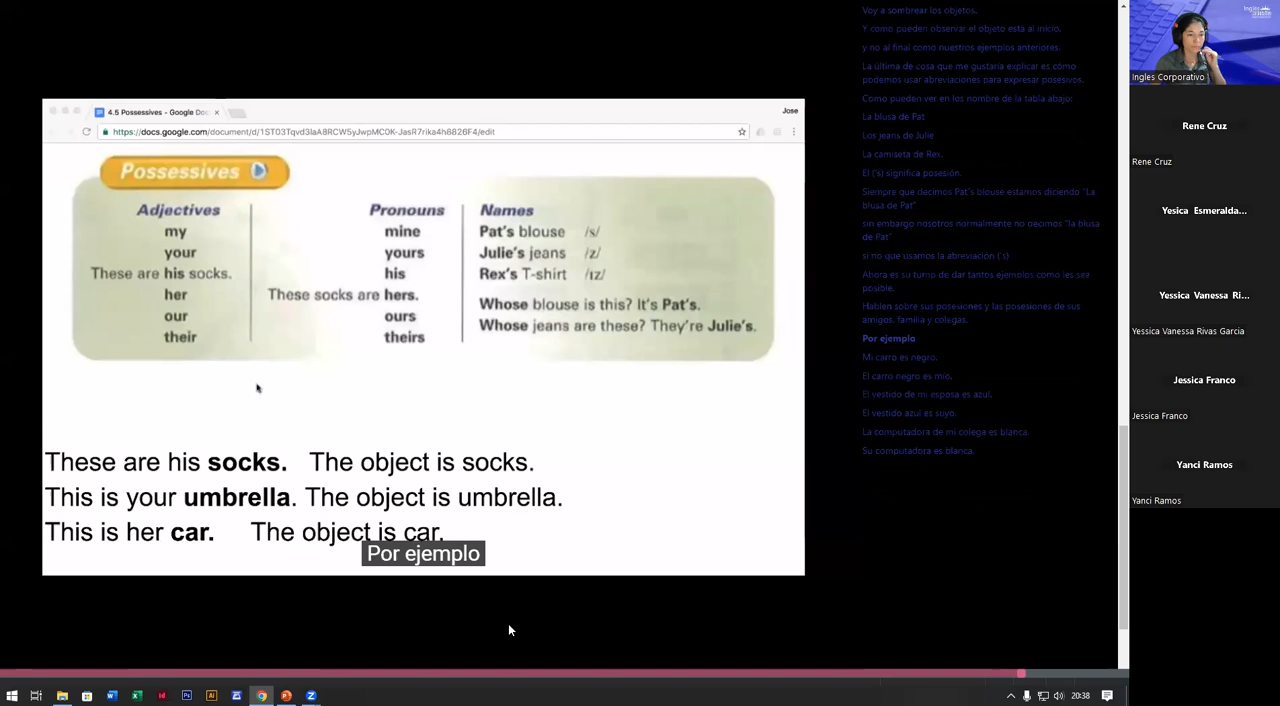 4.5 Possessives - Google Doc
Jose
https://docs.google.com/document/d/1ST03Tqvd3laA8RCW5yJwpMC0K-JasR7rika4h8826F4/edit
Possessives
Adjectives
my
your
These are his socks.
her
our
their
Pronouns
mine
yours
his
These socks are hers.
ours
theirs
Names
Pat's blouse /s/
Julie's jeans /z/
Rex's T-shirt /ɪz/
Whose blouse is this? It's Pat's.
Whose jeans are these? They're Julie's.
These are his socks. The object is socks.
This is your umbrella. The object is umbrella.
This is her car. The object is car.
Por ejemplo
Voy a sombrear los objetos.
Y como pueden observar el objeto está al inicio.
y no al final como nuestros ejemplos anteriores.
La última de cosa que me gustaría explicar es cómo
podemos usar abreviaciones para expresar posesivos.
Como pueden ver en los nombre de la tabla abajo:
La blusa de Pat
Los jeans de Julie
La camiseta de Rex.
El ('s) significa posesión.
Siempre que decimos Pat´s blouse estamos diciendo "La
blusa de Pat"
sin embargo nosotros normalmente no decimos "la blusa
de Pat"
si no que usamos la abreviación ('s)
Ahora es su turno de dar tantos ejemplos como les sea
posible.
Hablen sobre sus posesiones y las posesiones de sus
amigos, familia y colegas.
Por ejemplo
Mi carro es negro.
El carro negro es mío.
El vestido de mi esposa es azul.
El vestido azul es suyo.
La computadora de mi colega es blanca.
Su computadora es blanca.
Ingles Corporativo
Rene Cruz
Rene Cruz
Yesica Esmeralda...
Yessica Vanessa Ri...
Yessica Vanessa Rivas Garcia
Jessica Franco
Jessica Franco
Yanci Ramos
Yanci Ramos
20:38